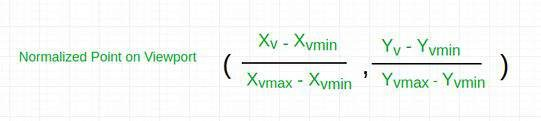 Normalized Point on Viewport ( Xv - Xvmin / Xvmax - Xvmin , Yv - Yvmin / Yvmax - Yvmin )